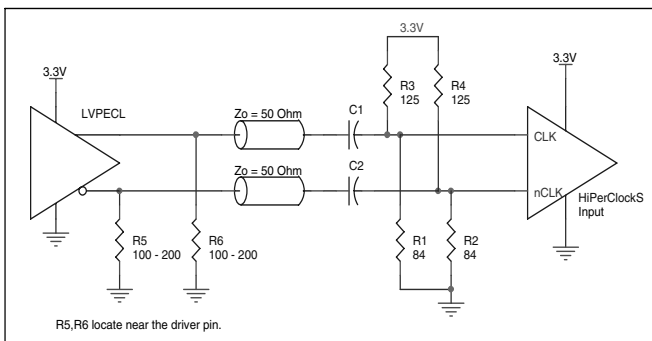 3.3V
3.3V
3.3V
LVPECL
R3
125
R4
125
Zo = 50 Ohm
C1
CLK
Zo = 50 Ohm
C2
nCLK
HiPerClockS
Input
R5
100 - 200
R6
100 - 200
R1
84
R2
84
R5,R6 locate near the driver pin.